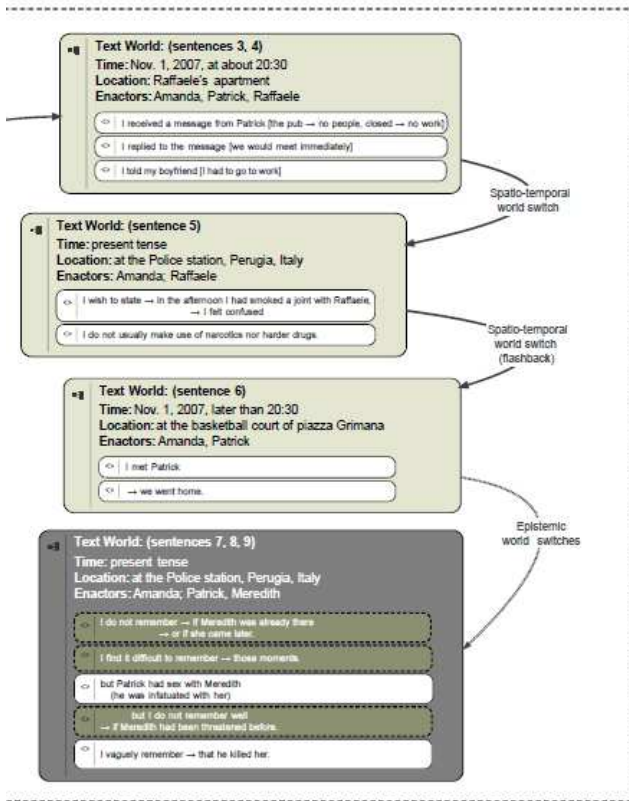 Text World: (sentences 3, 4)
Time: Nov. 1, 2007, at about 20:30
Location: Raffaele's apartment
Enactors: Amanda, Patrick, Raffaele
<> I received a message from Patrick [the pub → no people, closed → no work]
<> I replied to the message [we would meet immediately]
<> I told my boyfriend [I had to go to work]
Spatio-temporal
world switch
Text World: (sentence 5)
Time: present tense
Location: at the Police station, Perugia, Italy
Enactors: Amanda; Raffaele
<> I wish to state → in the afternoon I had smoked a joint with Raffaele,
→ I felt confused
<> I do not usually make use of narcotics nor harder drugs.
Spatio-temporal
world switch
(flashback)
Text World: (sentence 6)
Time: Nov. 1, 2007, later than 20:30
Location: at the basketball court of piazza Grimana
Enactors: Amanda, Patrick
<> I met Patrick
<> → we went home.
Epistemic
world switches
Text World: (sentences 7, 8, 9)
Time: present tense
Location: at the Police station, Perugia, Italy
Enactors: Amanda; Patrick, Meredith
<> I do not remember → if Meredith was already there
→ or if she came later.
<> I find it difficult to remember → those moments.
<> but Patrick had sex with Meredith
(he was infatuated with her)
<> but I do not remember well
→ if Meredith had been threatened before.
<> I vaguely remember → that he killed her.